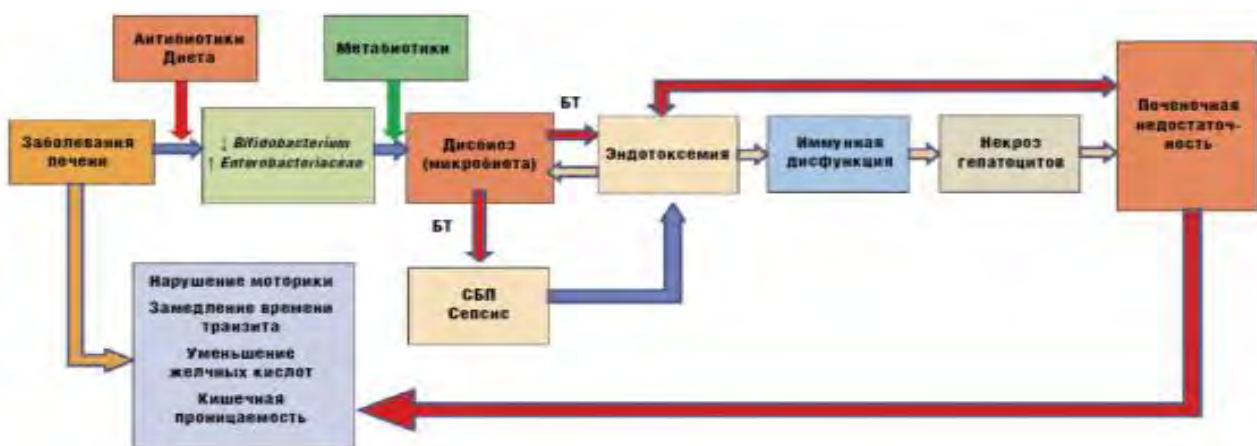 Антибиотики
Диета
Метабиотики
БТ
Заболевания
печени
↓ Bifidobacterium
↑ Enterobacteriaceae
Дисбиоз
(микробиота)
Эндотоксемия
Иммунная
дисфункция
Некроз
гепатоцитов
Печеночная
недостаточ-
ность
БТ
СБП
Сепсис
Нарушение моторики
Замедление времени
транзита
Уменьшение
желчных кислот
Кишечная
проницаемость